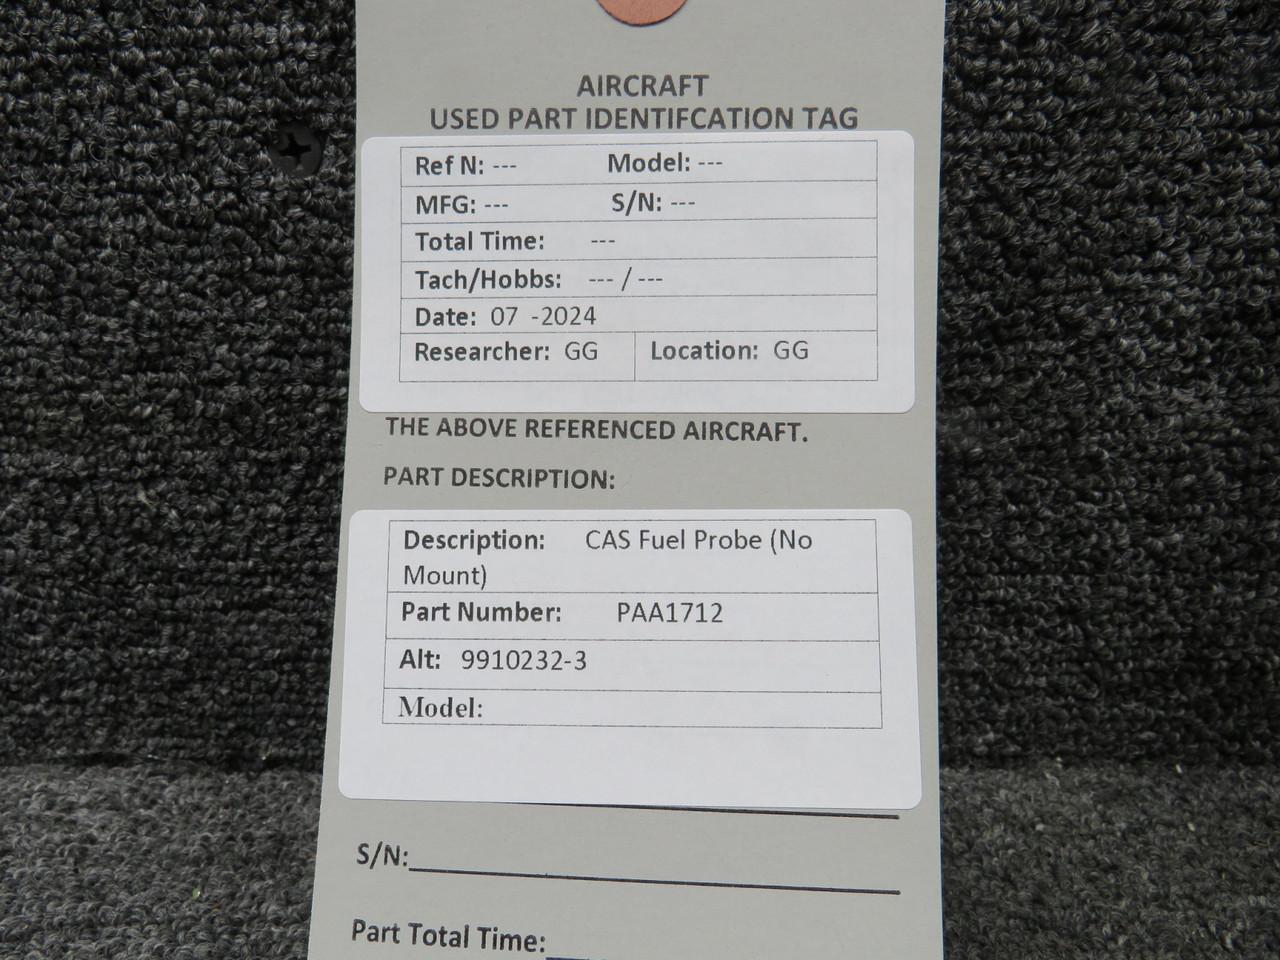 AIRCRAFT
USED PART IDENTIFCATION TAG
Ref N: --- Model: ---
MFG: --- S/N: ---
Total Time: ---
Tach/Hobbs: --- / ---
Date: 07 -2024
Researcher: GG Location: GG
THE ABOVE REFERENCED AIRCRAFT.
PART DESCRIPTION:
Description: CAS Fuel Probe (No
Mount)
Part Number: PAA1712
Alt: 9910232-3
Model:
S/N:
Part Total Time: